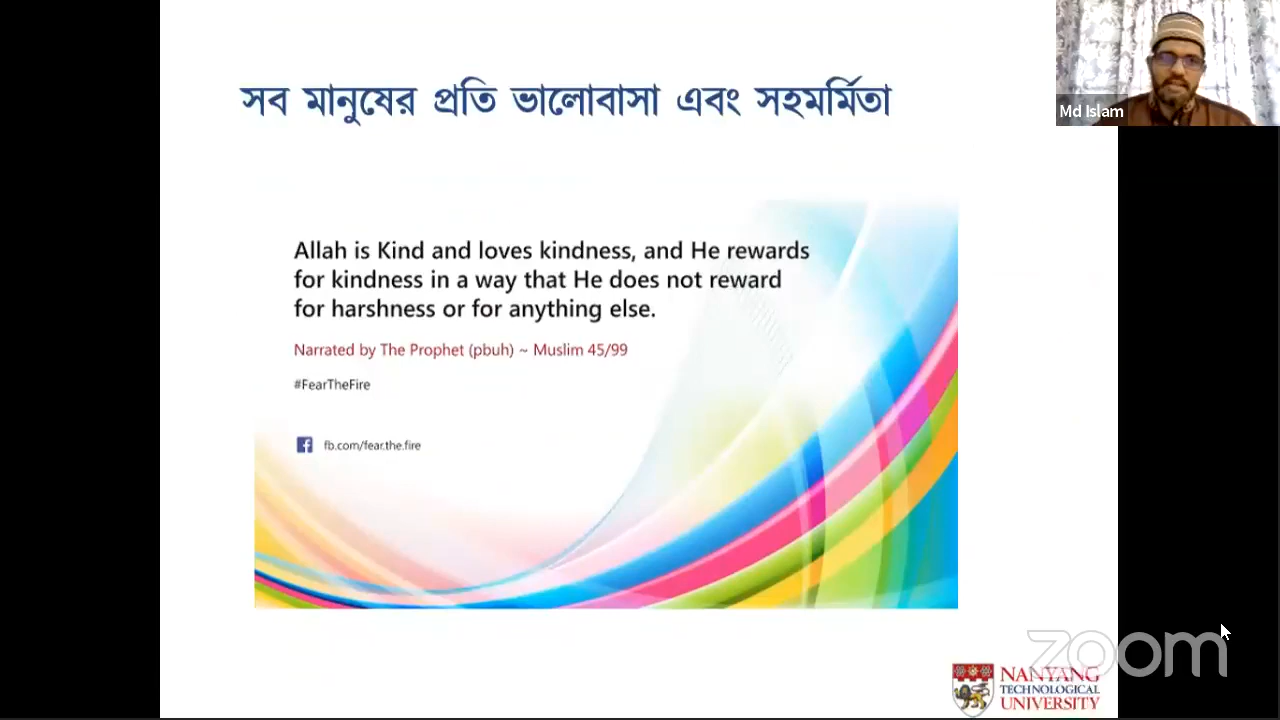 সব মানুষের প্রতি ভালোবাসা এবং সহমর্মিতা
Md Islam
Allah is Kind and loves kindness, and He rewards
for kindness in a way that He does not reward
for harshness or for anything else.
Narrated by The Prophet (pbuh) ~ Muslim 45/99
#FearTheFire
fb.com/fear.the.fire
zoom
NANYANG
TECHNOLOGICAL
UNIVERSITY